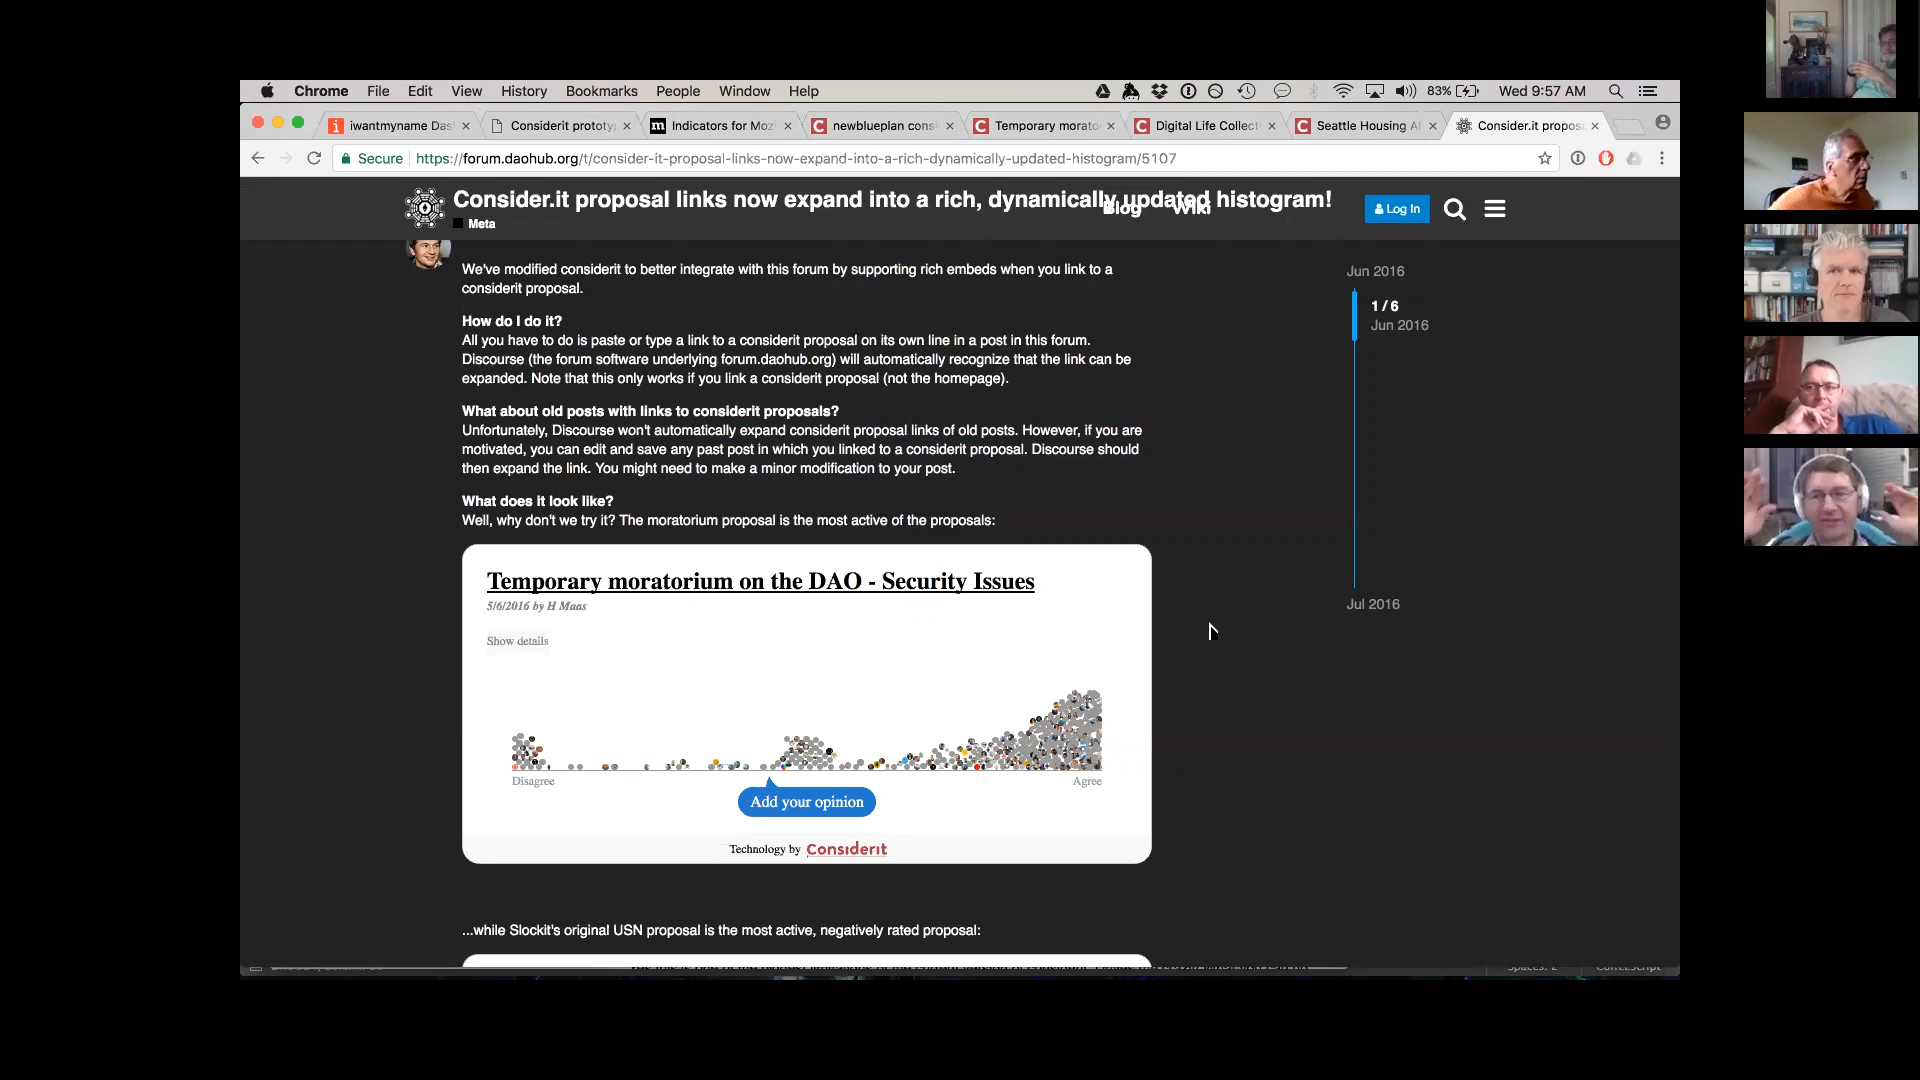 Chrome File Edit View History Bookmarks People Window Help 83% Wed 9:57 AM
iwantmyname Das
Considerit prototyp
Indicators for Moz
newblueplan cons
Temporary morato
Digital Life Collect
Seattle Housing Af
Consider.it propos
Secure https://forum.daohub.org/t/consider-it-proposal-links-now-expand-into-a-rich-dynamically-updated-histogram/5107
Consider.it proposal links now expand into a rich, dynamically updated histogram!
Blog Wiki
Log In
Meta
We've modified considerit to better integrate with this forum by supporting rich embeds when you link to a
considerit proposal.
How do I do it?
All you have to do is paste or type a link to a considerit proposal on its own line in a post in this forum.
Discourse (the forum software underlying forum.daohub.org) will automatically recognize that the link can be
expanded. Note that this only works if you link a considerit proposal (not the homepage).
What about old posts with links to considerit proposals?
Unfortunately, Discourse won't automatically expand considerit proposal links of old posts. However, if you are
motivated, you can edit and save any past post in which you linked to a considerit proposal. Discourse should
then expand the link. You might need to make a minor modification to your post.
What does it look like?
Well, why don't we try it? The moratorium proposal is the most active of the proposals:
Temporary moratorium on the DAO - Security Issues
5/6/2016 by H Maas
Show details
Disagree
Agree
Add your opinion
Technology by Considerit
...while Slockit's original USN proposal is the most active, negatively rated proposal:
Jun 2016
1 / 6
Jun 2016
Jul 2016